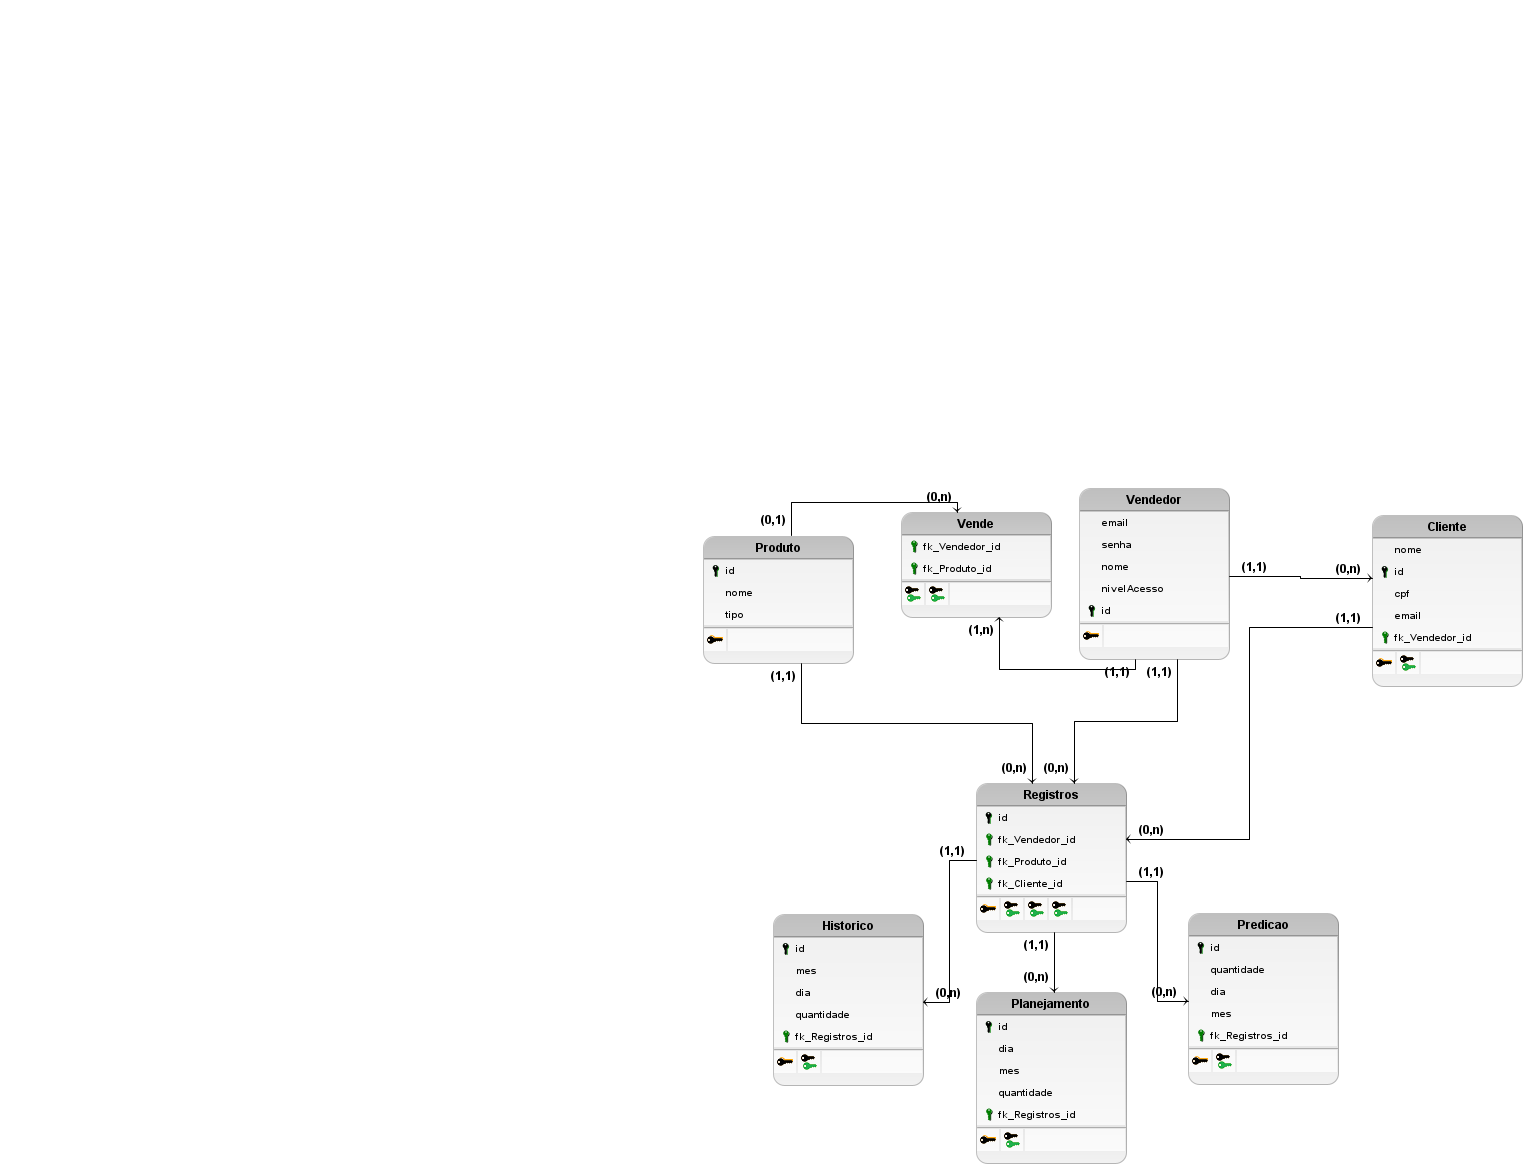 (0,n)
(0,1)
Produto
id
nome
tipo
(1,1)
Vende
fk_Vendedor_id
fk_Produto_id
(1,n)
Vendedor
email
senha
nome
nivelAcesso
id
(1,1)
(1,1)
(1,1)
(0,n)
Cliente
nome
id
cpf
email
fk_Vendedor_id
(1,1)
(0,n)
(0,n)
Registros
id
fk_Vendedor_id
fk_Produto_id
fk_Cliente_id
(0,n)
(1,1)
(1,1)
(1,1)
Historico
id
mes
dia
quantidade
fk_Registros_id
(0,n)
(0,n)
Planejamento
id
dia
mes
quantidade
fk_Registros_id
(0,n)
Predicao
id
quantidade
dia
mes
fk_Registros_id